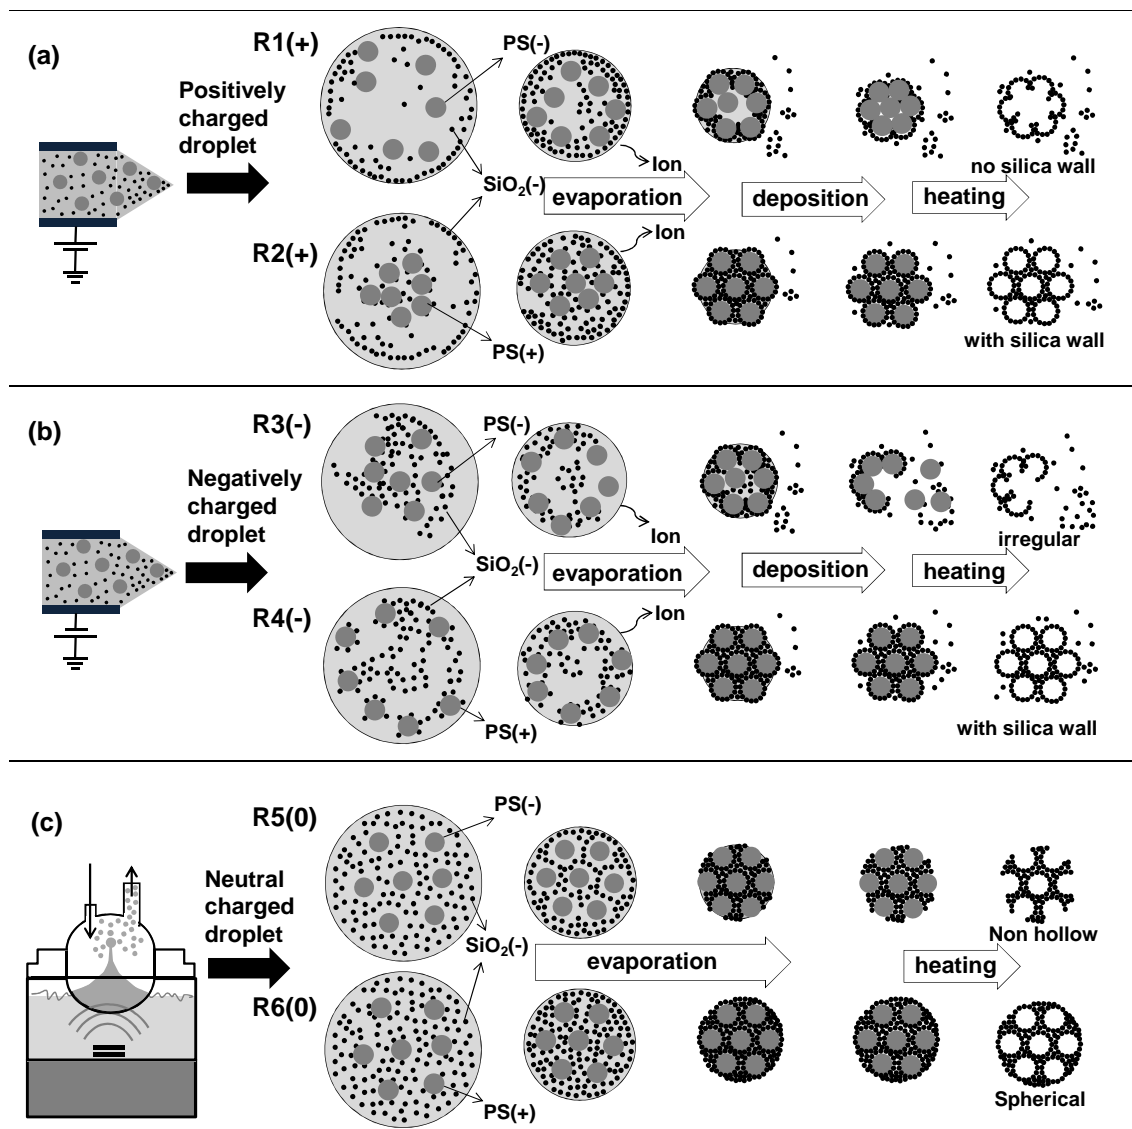 (a)
R1(+)
PS(-)
Positively
charged
droplet
Ion
no silica wall
SiO₂(-)
evaporation
deposition
heating
R2(+)
Ion
PS(+)
with silica wall
(b)
R3(-)
PS(-)
Negatively
charged
droplet
Ion
irregular
SiO₂(-)
evaporation
deposition
heating
R4(-)
Ion
PS(+)
with silica wall
(c)
R5(0)
PS(-)
Neutral
charged
droplet
Non hollow
SiO₂(-)
evaporation
heating
R6(0)
PS(+)
Spherical